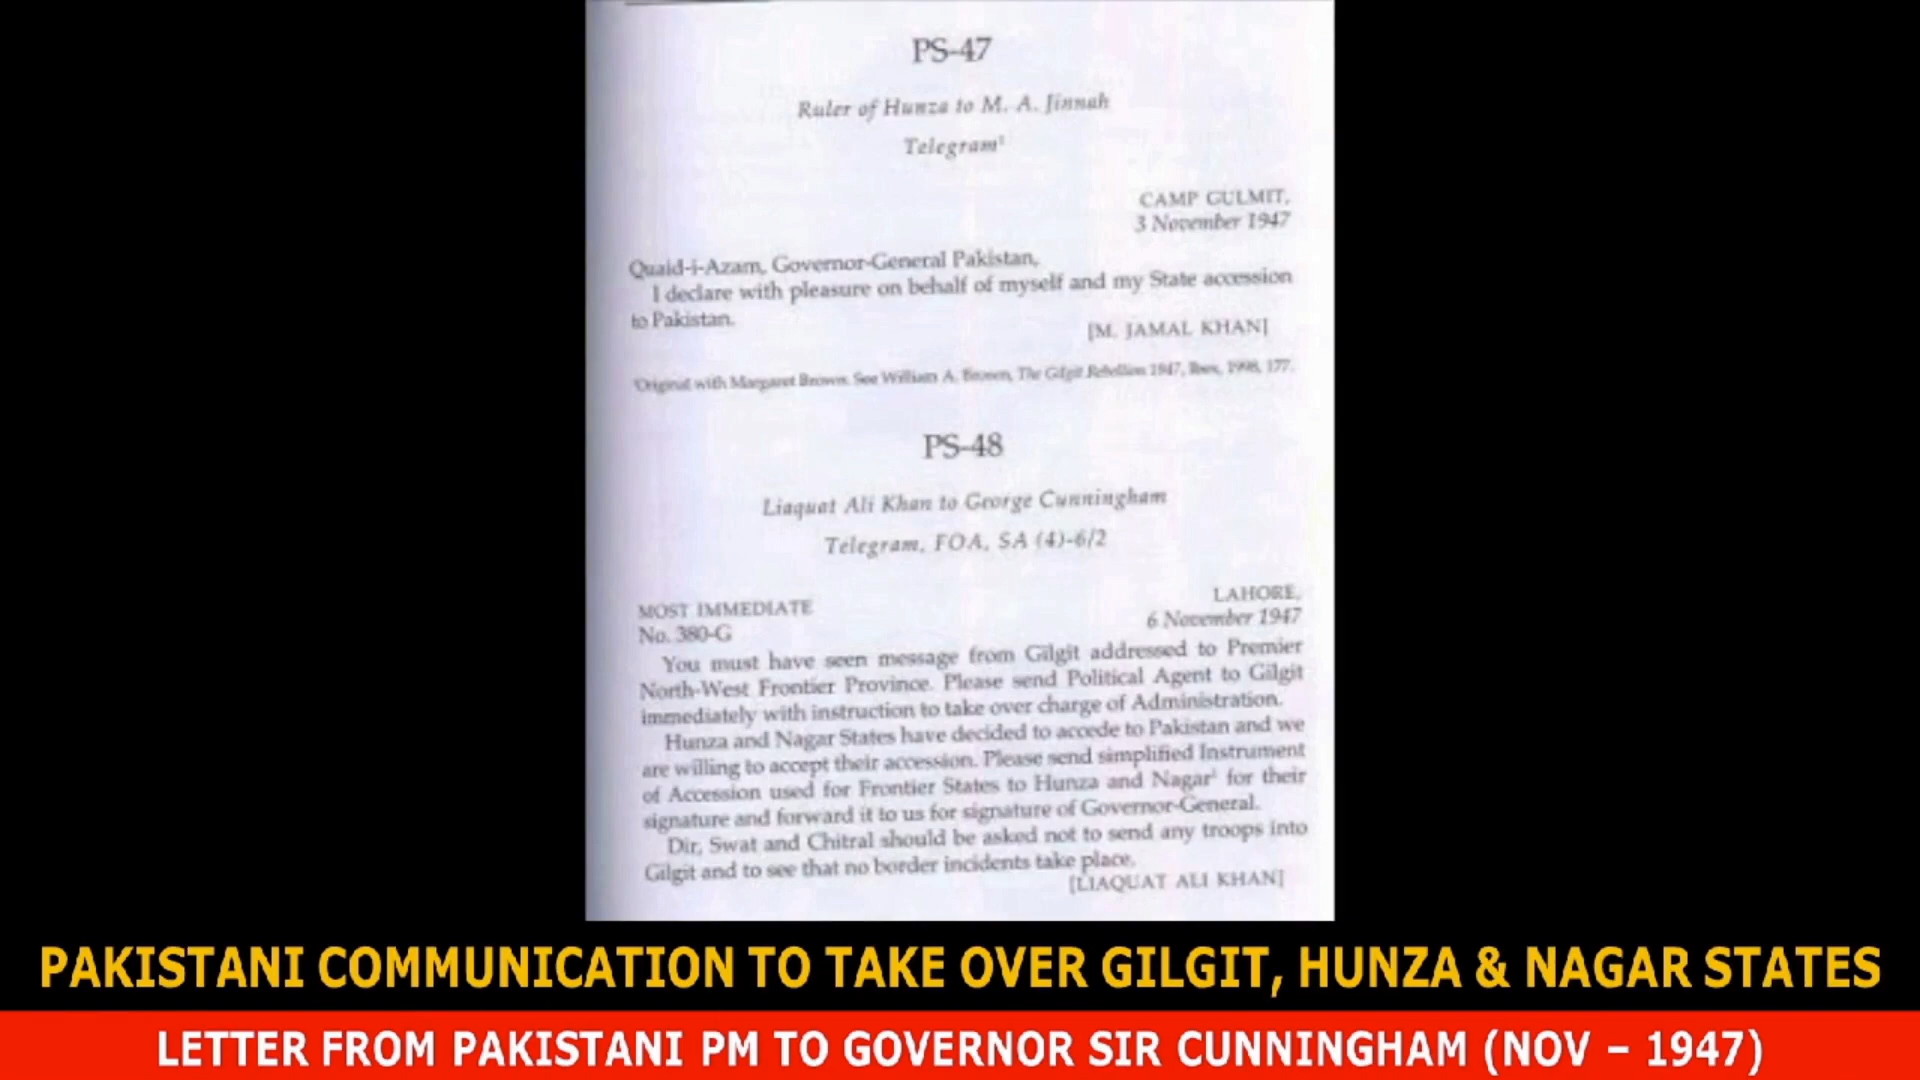 PS-47
Ruler of Hunza to M. A. Jinnah
Telegram¹
CAMP GULMIT,
3 November 1947
Quaid-i-Azam, Governor-General Pakistan,
I declare with pleasure on behalf of myself and my State accession
to Pakistan.
[M. JAMAL KHAN]
¹Original with Margaret Brown. See William A. Brown, The Gilgit Rebellion 1947, Ibex, 1998, 177.
PS-48
Liaquat Ali Khan to George Cunningham
Telegram, FOA, SA (4)-6/2
MOST IMMEDIATE
LAHORE,
No. 380-G
6 November 1947
You must have seen message from Gilgit addressed to Premier
North-West Frontier Province. Please send Political Agent to Gilgit
immediately with instruction to take over charge of Administration.
Hunza and Nagar States have decided to accede to Pakistan and we
are willing to accept their accession. Please send simplified Instrument
of Accession used for Frontier States to Hunza and Nagar¹ for their
signature and forward it to us for signature of Governor-General.
Dir, Swat and Chitral should be asked not to send any troops into
Gilgit and to see that no border incidents take place.
[LIAQUAT ALI KHAN]
PAKISTANI COMMUNICATION TO TAKE OVER GILGIT, HUNZA & NAGAR STATES
LETTER FROM PAKISTANI PM TO GOVERNOR SIR CUNNINGHAM (NOV – 1947)